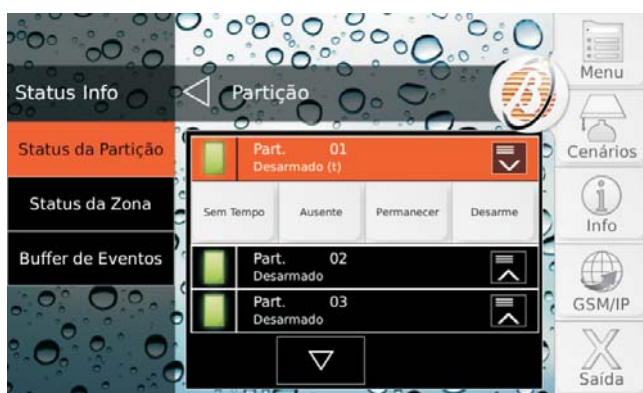 Status Info
Partição
Status da Partição
Status da Zona
Buffer de Eventos
Part. 01
Desarmado (t)
Sem Tempo
Ausente
Permanecer
Desarme
Part. 02
Desarmado
Part. 03
Desarmado
Menu
Cenários
Info
GSM/IP
Saída